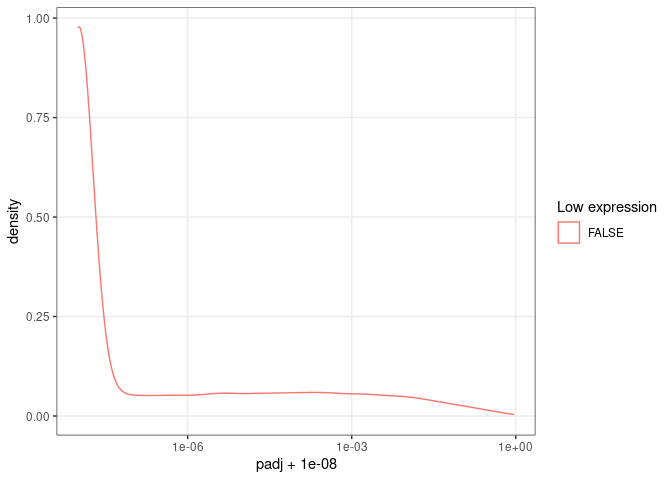 1.00
0.75
0.50
0.25
0.00
density
1e-06
1e-03
1e+00
padj + 1e-08
Low expression
FALSE